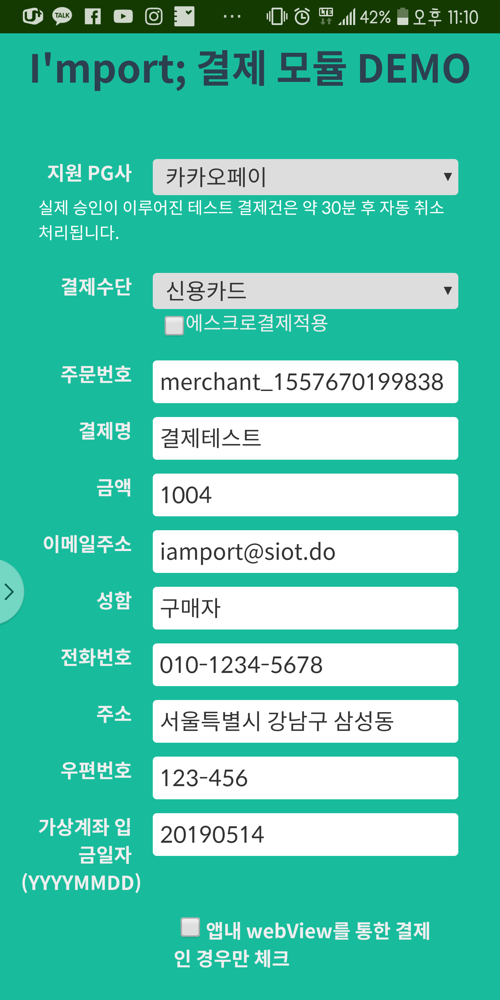 TALK ... LTE 42% 오후 11:10
I'mport; 결제 모듈 DEMO
지원 PG사 카카오페이
실제 승인이 이루어진 테스트 결제건은 약 30분 후 자동 취소
처리됩니다.
결제수단 신용카드
에스크로결제적용
주문번호 merchant_1557670199838
결제명 결제테스트
금액 1004
이메일주소 iamport@siot.do
성함 구매자
전화번호 010-1234-5678
주소 서울특별시 강남구 삼성동
우편번호 123-456
가상계좌 입 20190514
금일자
(YYYYMMDD)
앱내 webView를 통한 결제
인 경우만 체크